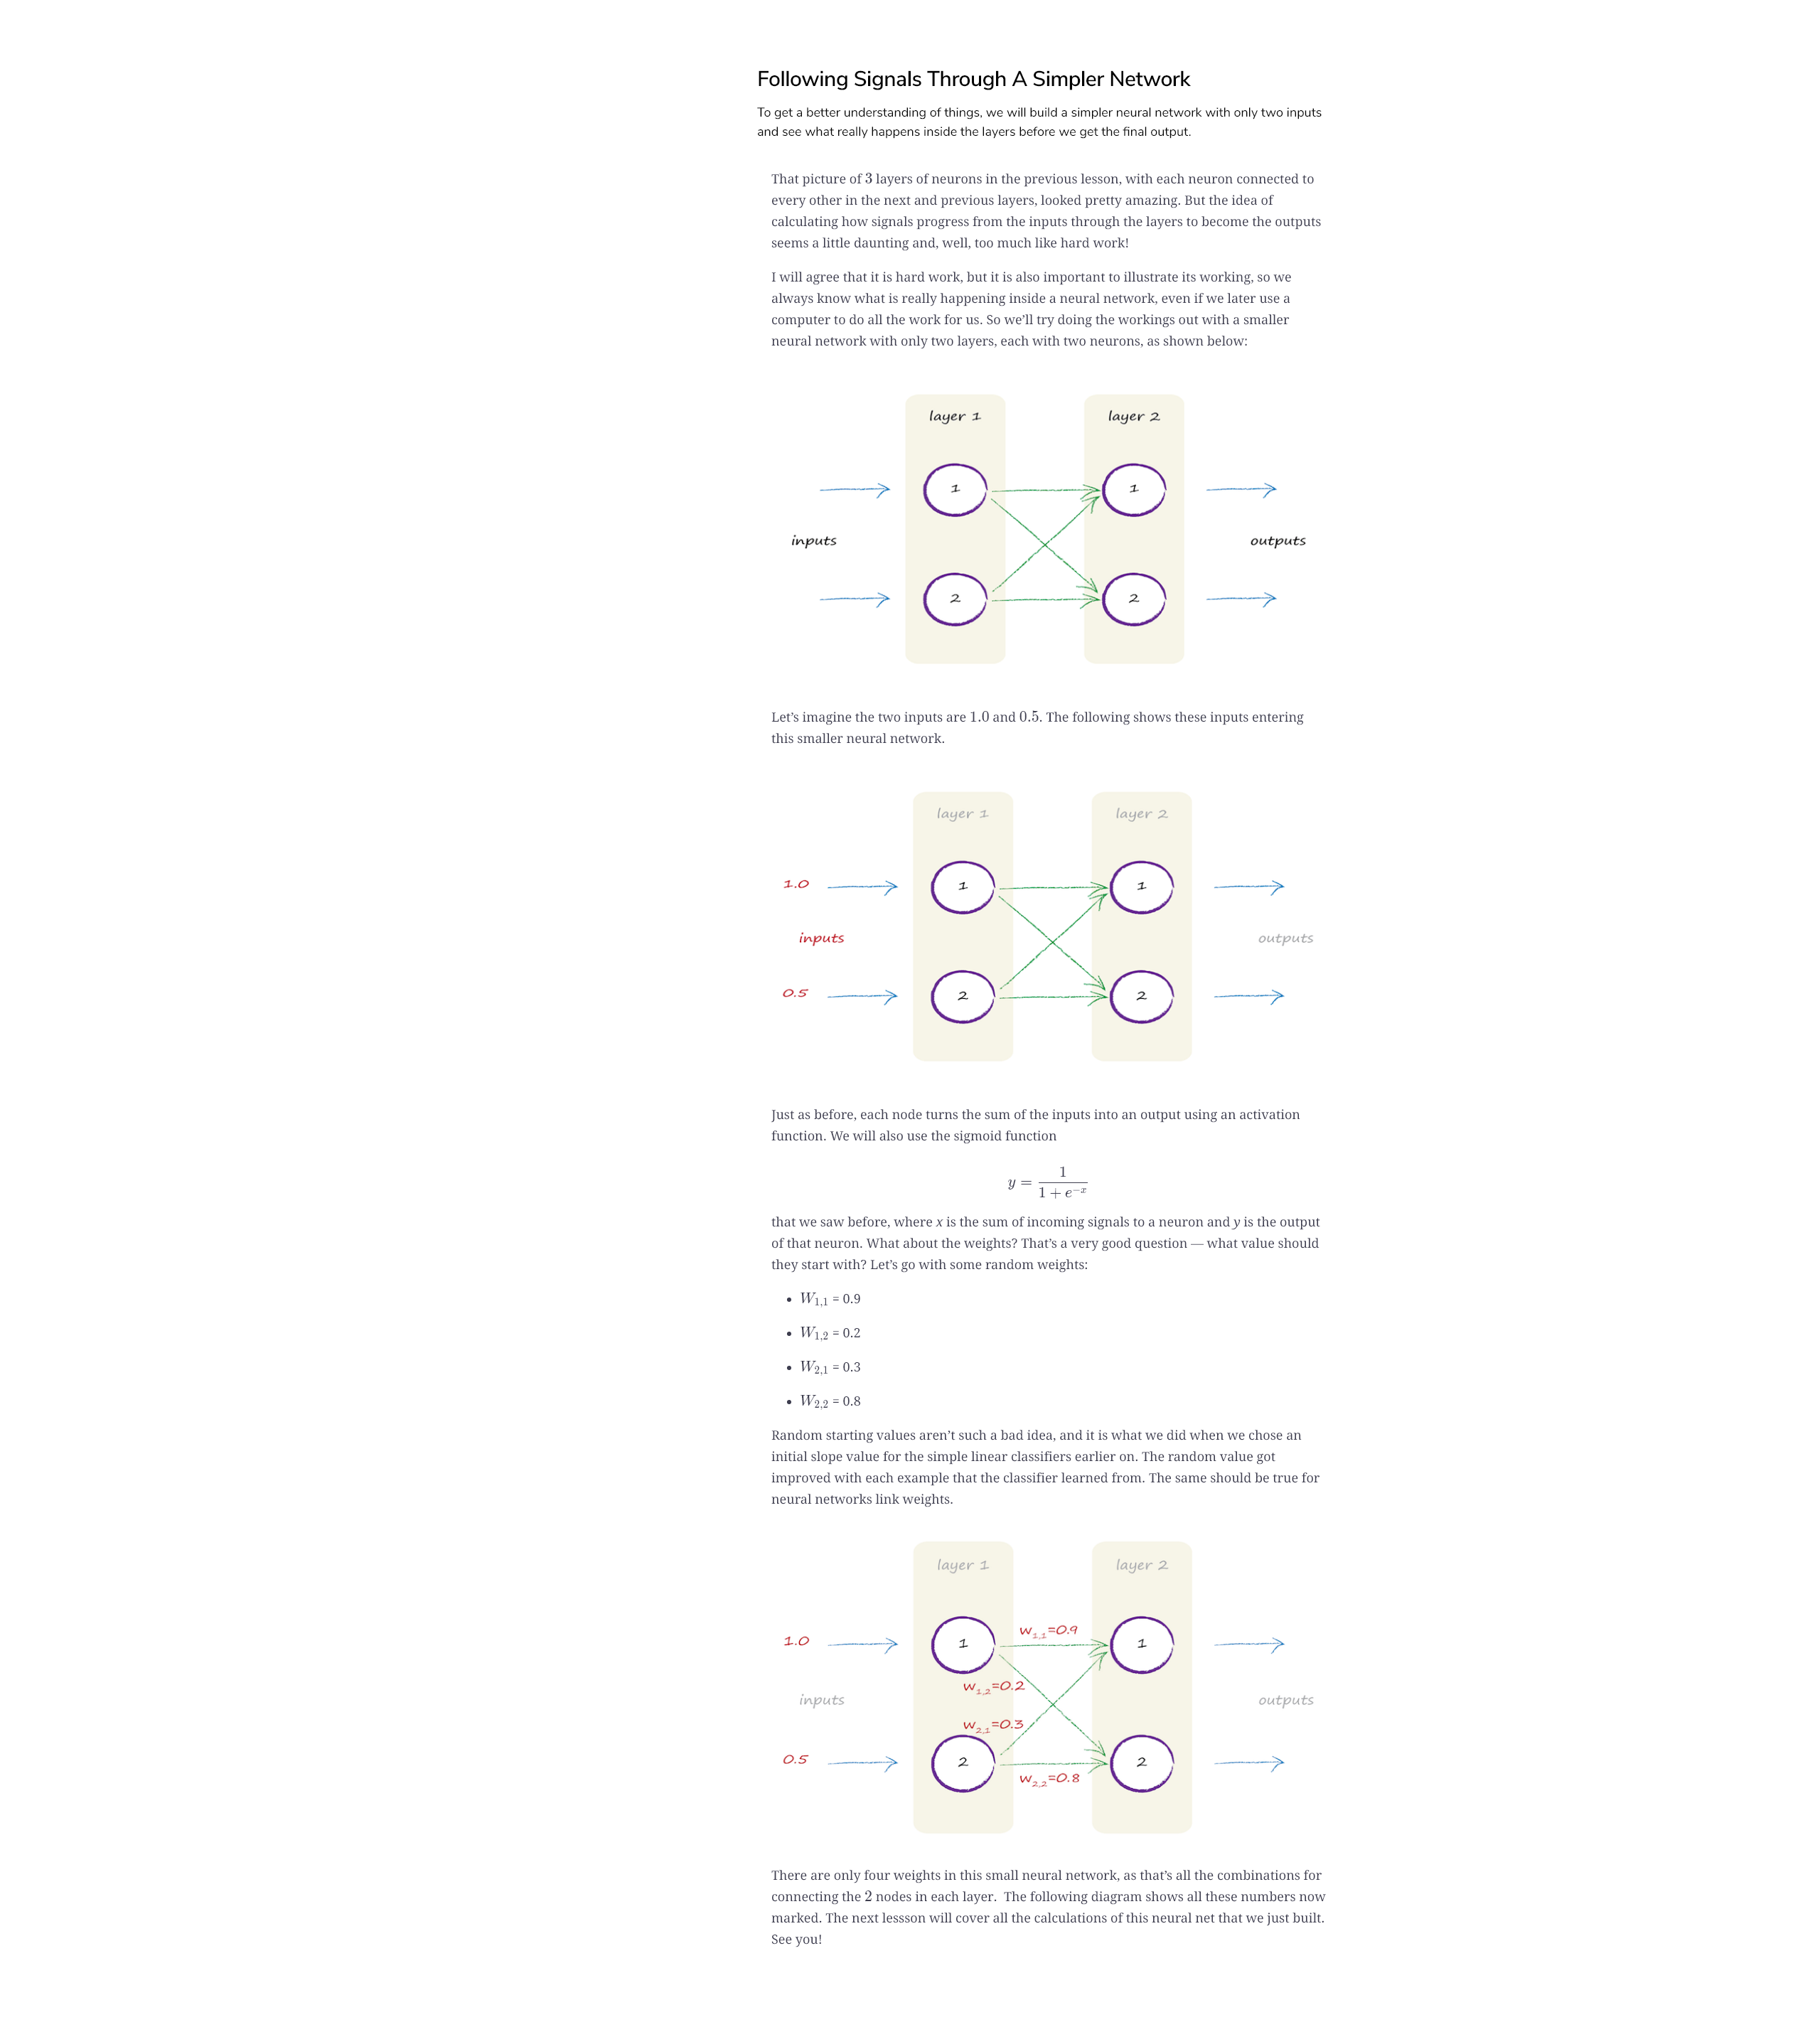 Following Signals Through A Simpler Network
To get a better understanding of things, we will build a simpler neural network with only two inputs
and see what really happens inside the layers before we get the final output.
That picture of 3 layers of neurons in the previous lesson, with each neuron connected to
every other in the next and previous layers, looked pretty amazing. But the idea of
calculating how signals progress from the inputs through the layers to become the outputs
seems a little daunting and, well, too much like hard work!
I will agree that it is hard work, but it is also important to illustrate its working, so we
always know what is really happening inside a neural network, even if we later use a
computer to do all the work for us. So we’ll try doing the workings out with a smaller
neural network with only two layers, each with two neurons, as shown below:
layer 1 layer 2
1 1
inputs outputs
2 2
Let’s imagine the two inputs are 1.0 and 0.5. The following shows these inputs entering
this smaller neural network.
layer 1 layer 2
1.0 1 1
inputs outputs
0.5 2 2
Just as before, each node turns the sum of the inputs into an output using an activation
function. We will also use the sigmoid function
y = 1 / (1 + e^{-x})
that we saw before, where x is the sum of incoming signals to a neuron and y is the output
of that neuron. What about the weights? That’s a very good question — what value should
they start with? Let’s go with some random weights:
• W_{1,1} = 0.9
• W_{1,2} = 0.2
• W_{2,1} = 0.3
• W_{2,2} = 0.8
Random starting values aren’t such a bad idea, and it is what we did when we chose an
initial slope value for the simple linear classifiers earlier on. The random value got
improved with each example that the classifier learned from. The same should be true for
neural networks link weights.
layer 1 layer 2
w_{1,1}=0.9
1.0 1 1
w_{1,2}=0.2
inputs outputs
w_{2,1}=0.3
0.5 2 2
w_{2,2}=0.8
There are only four weights in this small neural network, as that’s all the combinations for
connecting the 2 nodes in each layer. The following diagram shows all these numbers now
marked. The next lessson will cover all the calculations of this neural net that we just built.
See you!